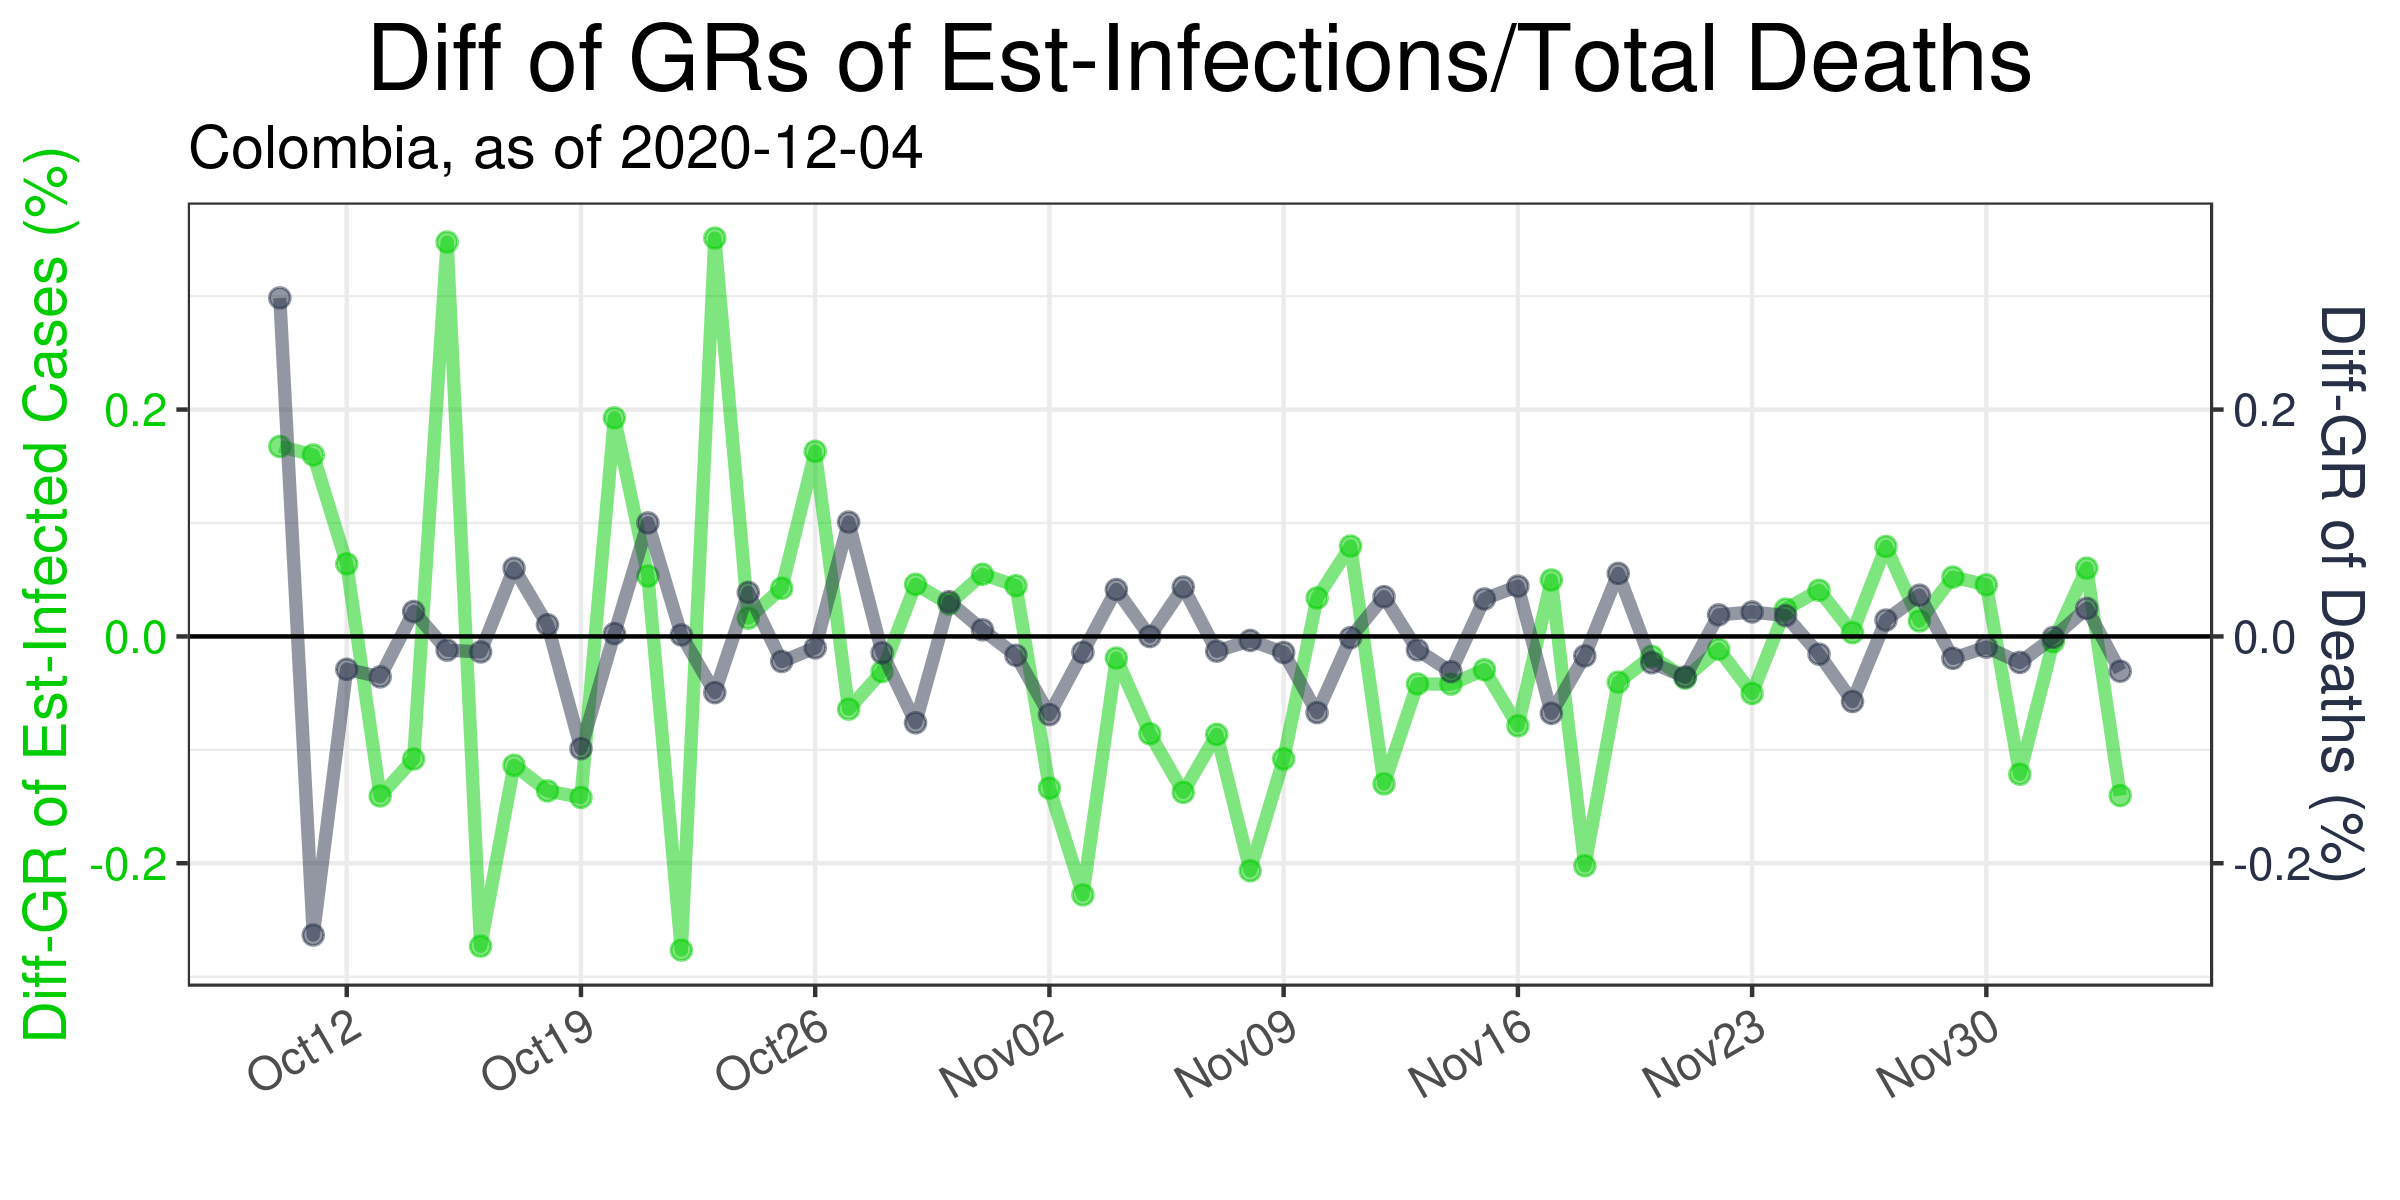 Diff of GRs of Est-Infections/Total Deaths
Colombia, as of 2020-12-04
Diff-GR of Est-Infected Cases (%)
0.2
0.0
-0.2
0.2
0.0
-0.2
Diff-GR of Deaths (%)
Oct12
Oct19
Oct26
Nov02
Nov09
Nov16
Nov23
Nov30